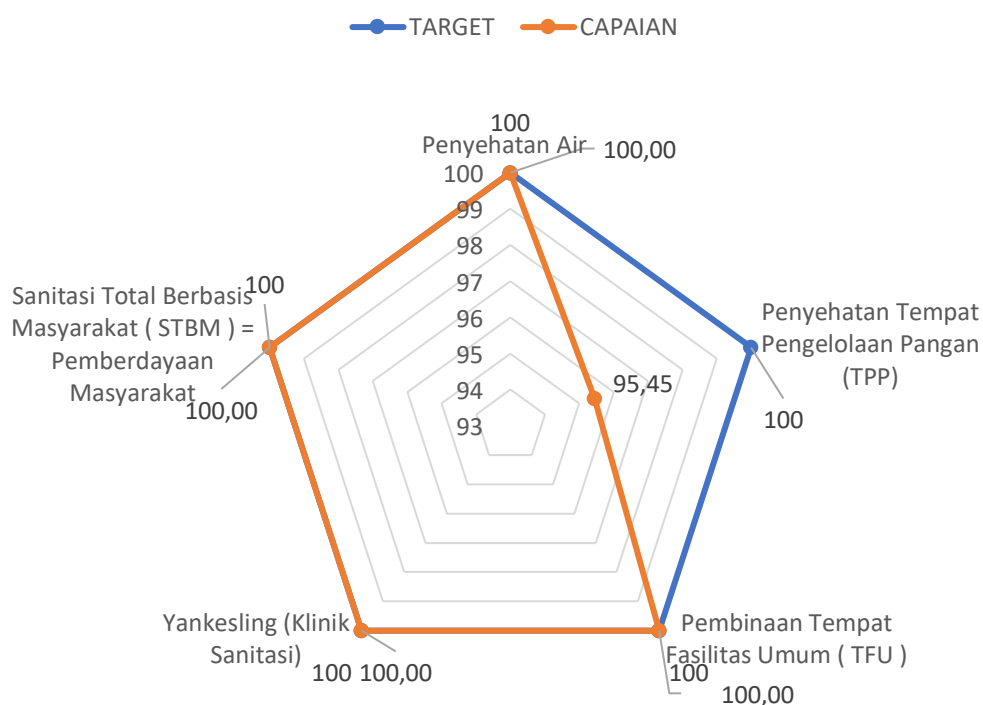 TARGET CAPAIAN
100
Penyehatan Air
100,00
100
99
98
97
96
95
94
93
Penyehatan Tempat
Pengelolaan Pangan
(TPP)
95,45
100
Pembinaan Tempat
Fasilitas Umum ( TFU )
100
100,00
Yankesling (Klinik
Sanitasi)
100 100,00
100
Sanitasi Total Berbasis
Masyarakat ( STBM ) =
Pemberdayaan
Masyarakat
100,00